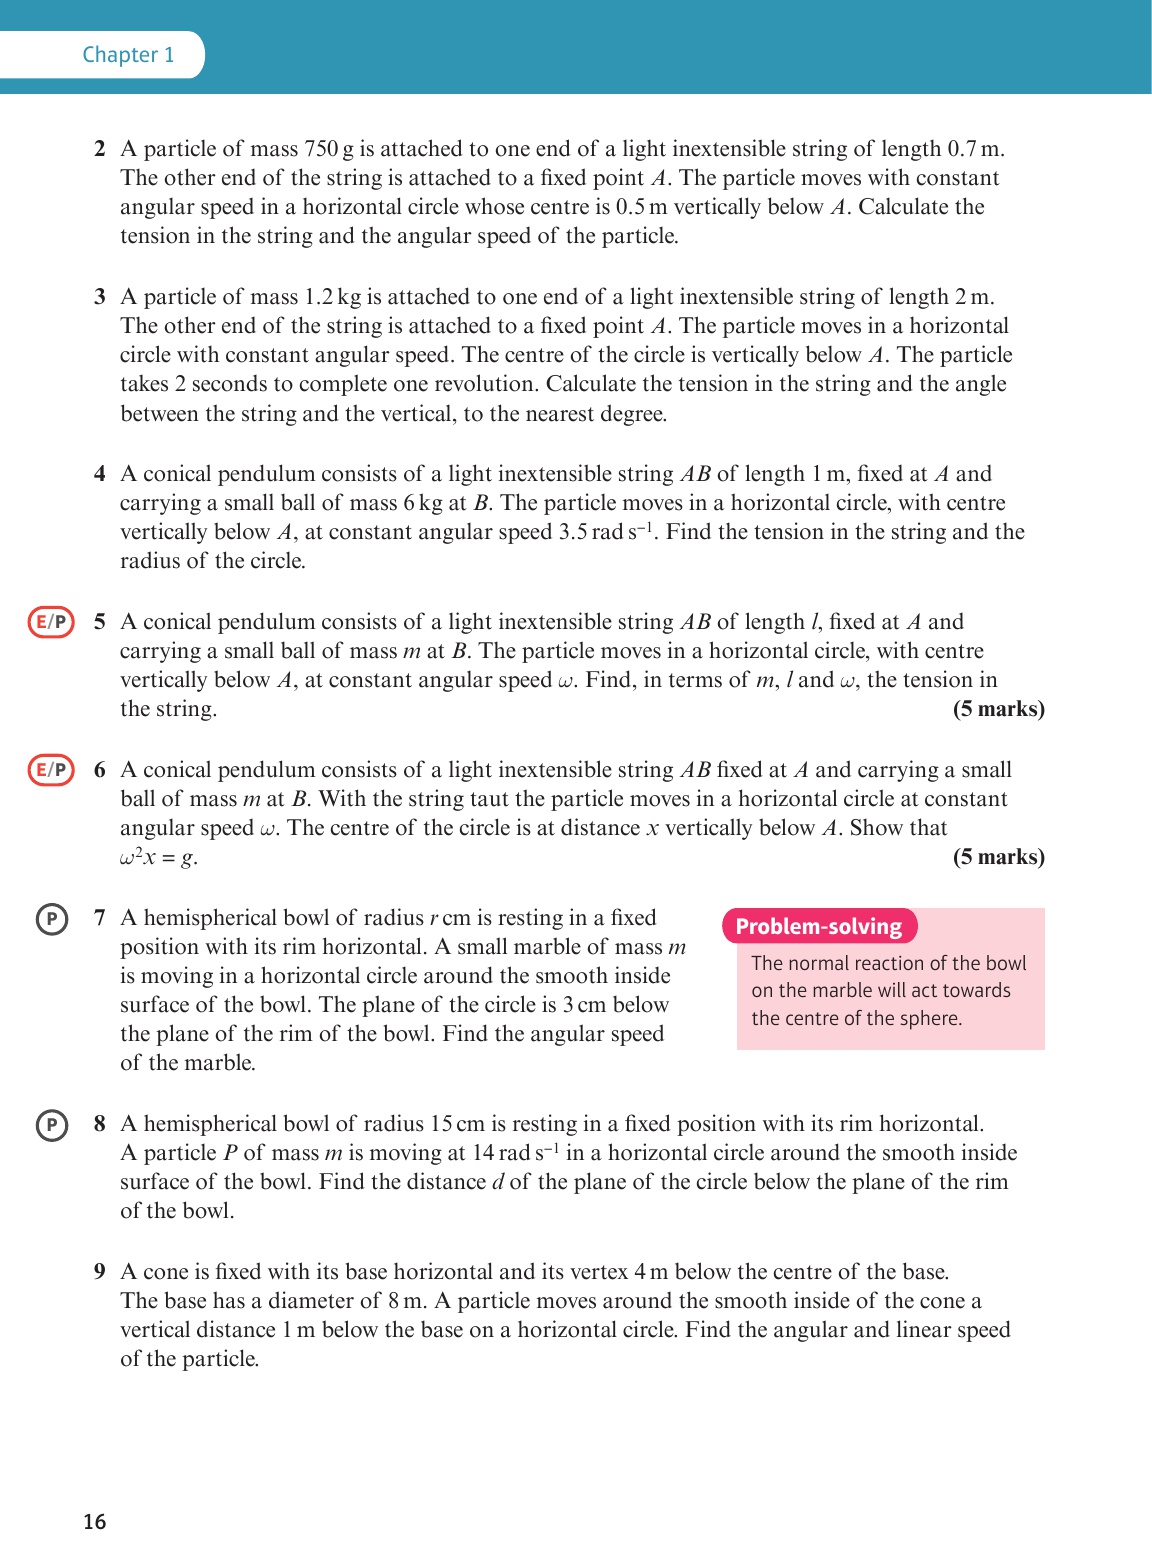 Chapter 1
2 A particle of mass 750 g is attached to one end of a light inextensible string of length 0.7 m.
The other end of the string is attached to a fixed point A. The particle moves with constant
angular speed in a horizontal circle whose centre is 0.5 m vertically below A. Calculate the
tension in the string and the angular speed of the particle.
3 A particle of mass 1.2 kg is attached to one end of a light inextensible string of length 2 m.
The other end of the string is attached to a fixed point A. The particle moves in a horizontal
circle with constant angular speed. The centre of the circle is vertically below A. The particle
takes 2 seconds to complete one revolution. Calculate the tension in the string and the angle
between the string and the vertical, to the nearest degree.
4 A conical pendulum consists of a light inextensible string AB of length 1 m, fixed at A and
carrying a small ball of mass 6 kg at B. The particle moves in a horizontal circle, with centre
vertically below A, at constant angular speed 3.5 rad s⁻¹. Find the tension in the string and the
radius of the circle.
E/P 5 A conical pendulum consists of a light inextensible string AB of length l, fixed at A and
carrying a small ball of mass m at B. The particle moves in a horizontal circle, with centre
vertically below A, at constant angular speed ω. Find, in terms of m, l and ω, the tension in
the string. (5 marks)
E/P 6 A conical pendulum consists of a light inextensible string AB fixed at A and carrying a small
ball of mass m at B. With the string taut the particle moves in a horizontal circle at constant
angular speed ω. The centre of the circle is at distance x vertically below A. Show that
ω²x = g. (5 marks)
P 7 A hemispherical bowl of radius r cm is resting in a fixed
position with its rim horizontal. A small marble of mass m
is moving in a horizontal circle around the smooth inside
surface of the bowl. The plane of the circle is 3 cm below
the plane of the rim of the bowl. Find the angular speed
of the marble.
Problem-solving
The normal reaction of the bowl
on the marble will act towards
the centre of the sphere.
P 8 A hemispherical bowl of radius 15 cm is resting in a fixed position with its rim horizontal.
A particle P of mass m is moving at 14 rad s⁻¹ in a horizontal circle around the smooth inside
surface of the bowl. Find the distance d of the plane of the circle below the plane of the rim
of the bowl.
9 A cone is fixed with its base horizontal and its vertex 4 m below the centre of the base.
The base has a diameter of 8 m. A particle moves around the smooth inside of the cone a
vertical distance 1 m below the base on a horizontal circle. Find the angular and linear speed
of the particle.
16